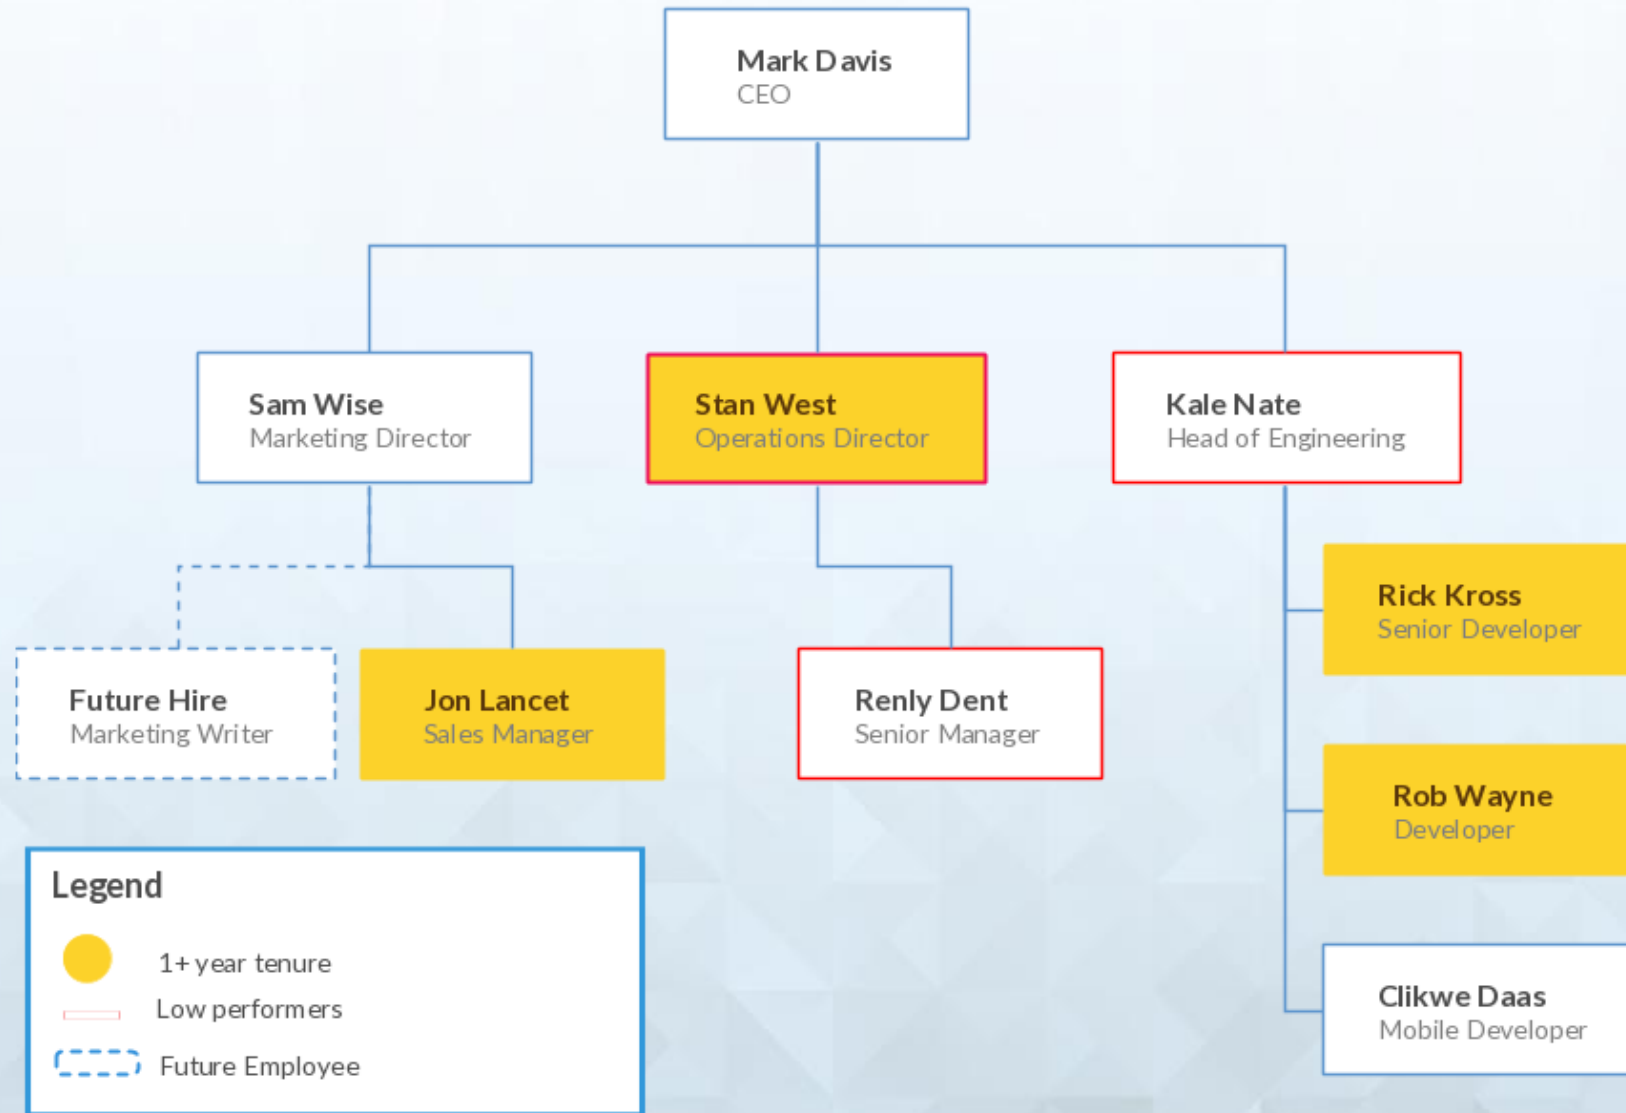 Mark Davis
CEO
Sam Wise
Marketing Director
Stan West
Operations Director
Kale Nate
Head of Engineering
Rick Kross
Senior Developer
Future Hire
Marketing Writer
Jon Lancet
Sales Manager
Renly Dent
Senior Manager
Rob Wayne
Developer
Clikwe Daas
Mobile Developer
Legend
1+ year tenure
Low performers
Future Employee